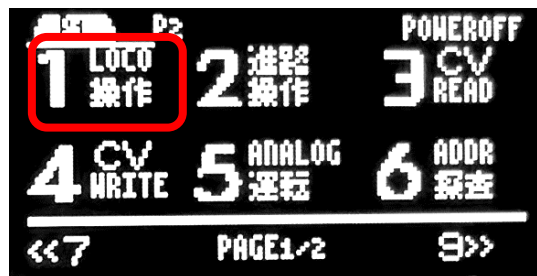 P2 POWEROFF
1 LOCO 操作 2 進路 操作 3 CV READ
4 CV WRITE 5 ANALOG 運転 6 ADDR 探査
<<7 PAGE1/2 9>>